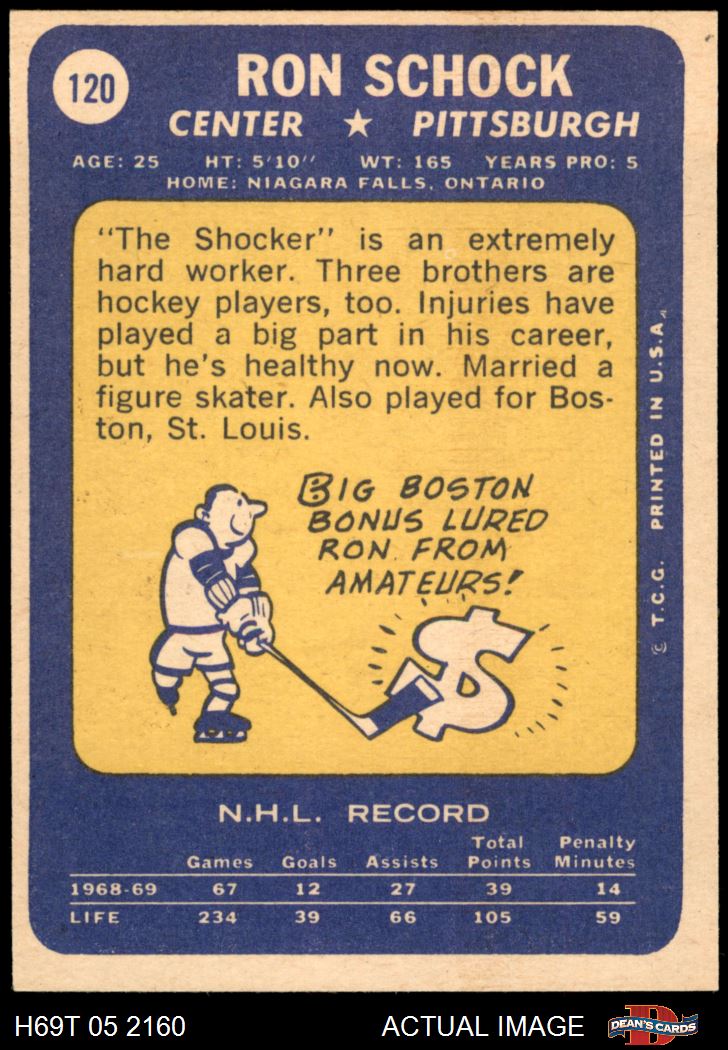 120
RON SCHOCK
CENTER ★ PITTSBURGH
AGE: 25 HT: 5'10" WT: 165 YEARS PRO: 5
HOME: NIAGARA FALLS, ONTARIO
"The Shocker" is an extremely
hard worker. Three brothers are
hockey players, too. Injuries have
played a big part in his career,
but he's healthy now. Married a
figure skater. Also played for Bos-
ton, St. Louis.
BIG BOSTON
BONUS LURED
RON FROM
AMATEURS!
$
© T.C.G. PRINTED IN U.S.A.
N.H.L. RECORD
Games Goals Assists Total Points Penalty Minutes
1968-69 67 12 27 39 14
LIFE 234 39 66 105 59
H69T 05 2160 ACTUAL IMAGE D DEAN'S CARDS